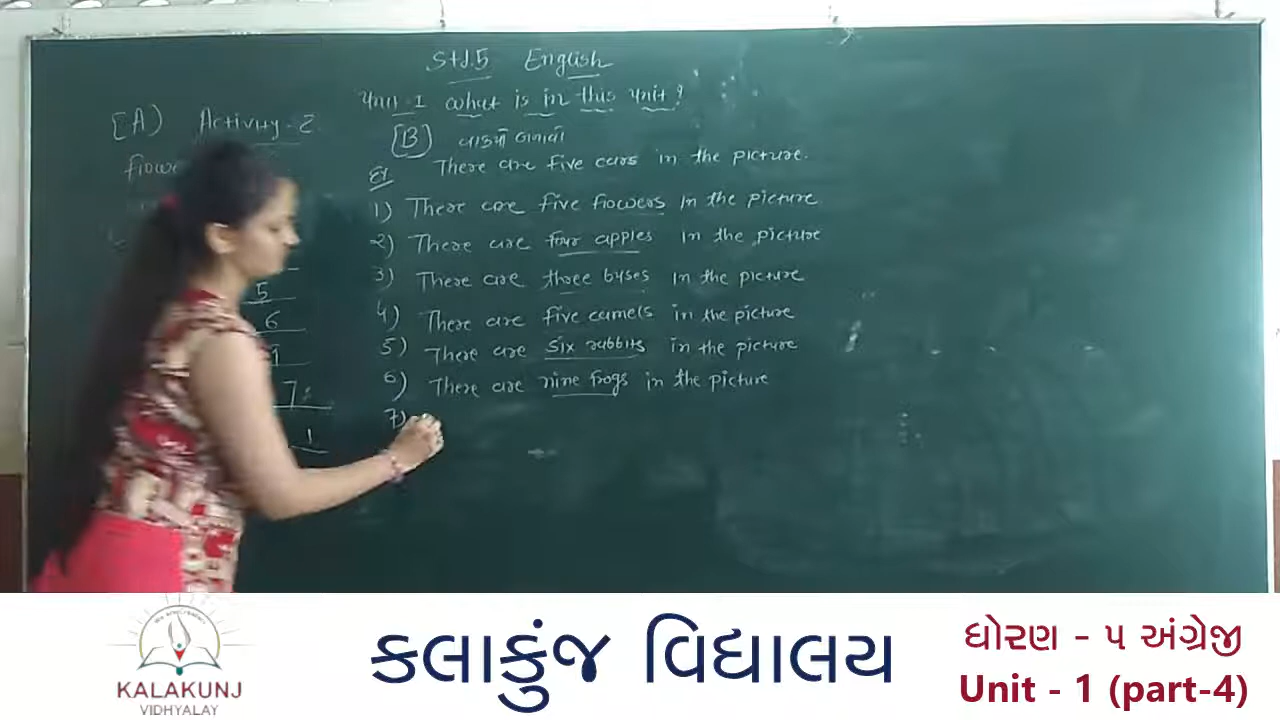 Std.5 English
Unit-1 what is in this unit?
[A) Activity-2
[B) વાક્યો બનાવો
flowe
There are five cars in the picture.
1) There are five flowers in the picture.
2) There are four apples in the picture
3) There are three buses in the picture
4) There are five camels in the picture
5) There are six rabbits in the picture
6) There are nine frogs in the picture
7)
5
6
1
7
1
KALAKUNJ
VIDHYALAY
કલાકુંજ વિદ્યાલય
ધોરણ - ૫ અંગ્રેજી
Unit - 1 (part-4)